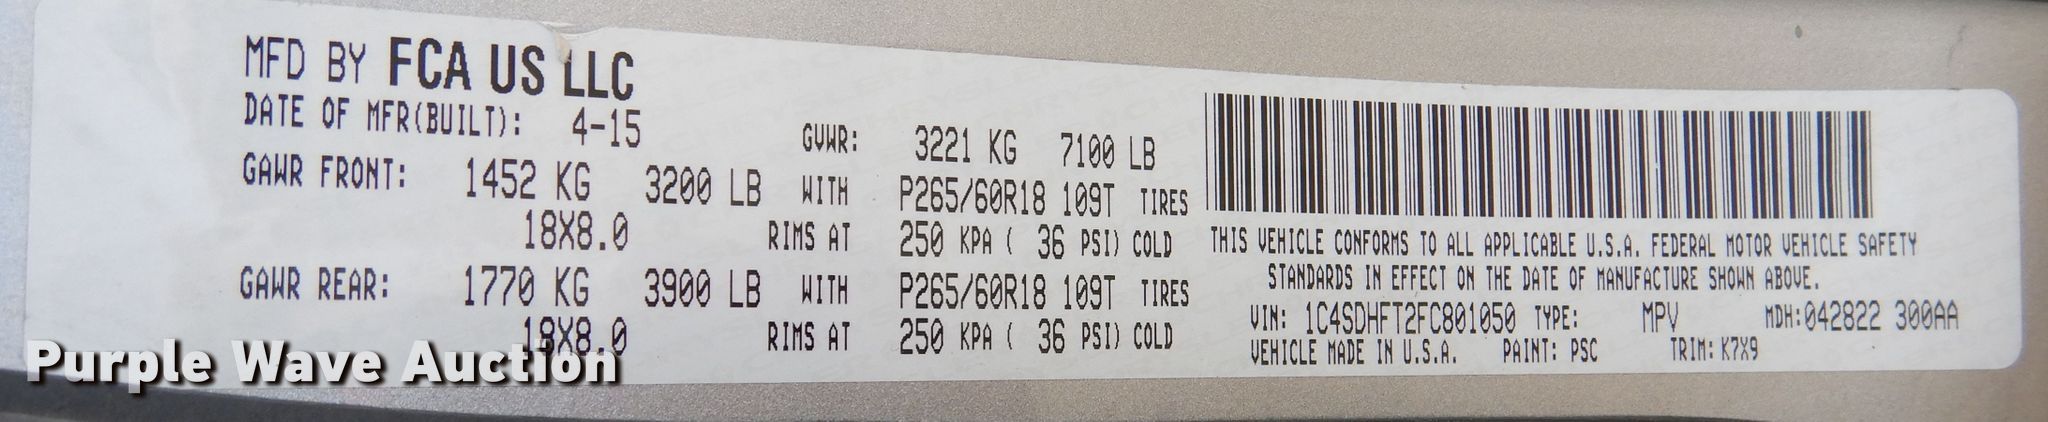 MFD BY FCA US LLC
DATE OF MFR(BUILT): 4-15 GVWR: 3221 KG 7100 LB
GAWR FRONT: 1452 KG 3200 LB WITH P265/60R18 109T TIRES
18X8.0 RIMS AT 250 KPA ( 36 PSI) COLD
GAWR REAR: 1770 KG 3900 LB WITH P265/60R18 109T TIRES
18X8.0 RIMS AT 250 KPA ( 36 PSI) COLD
THIS VEHICLE CONFORMS TO ALL APPLICABLE U.S.A. FEDERAL MOTOR VEHICLE SAFETY
STANDARDS IN EFFECT ON THE DATE OF MANUFACTURE SHOWN ABOVE.
VIN: 1C4SDHFT2FC801050 TYPE: MPV MDH:042822 300AA
VEHICLE MADE IN U.S.A. PAINT: PSC TRIM: K7X9
Purple Wave Auction